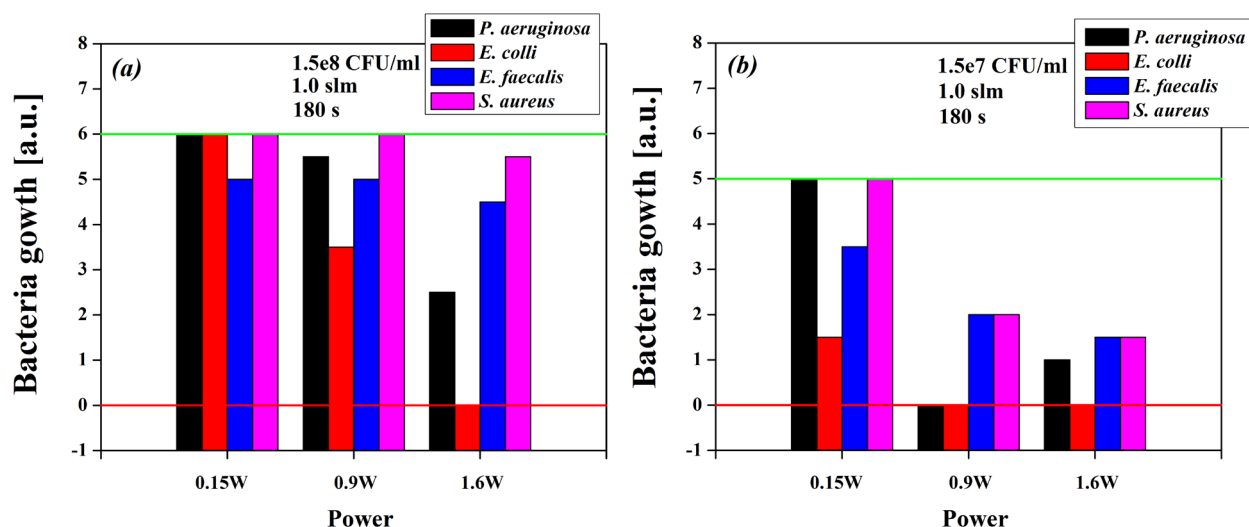 (a)
1.5e8 CFU/ml
1.0 slm
180 s
P. aeruginosa
E. colli
E. faecalis
S. aureus
Bacteria gowth [a.u.]
8
7
6
5
4
3
2
1
0
-1
0.15W
0.9W
1.6W
Power
(b)
1.5e7 CFU/ml
1.0 slm
180 s
P. aeruginosa
E. colli
E. faecalis
S. aureus
Bacteria gowth [a.u.]
8
7
6
5
4
3
2
1
0
-1
0.15W
0.9W
1.6W
Power